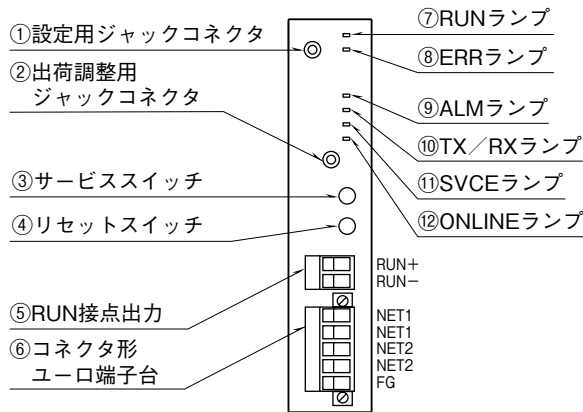 ①設定用ジャックコネクタ
②出荷調整用
ジャックコネクタ
③サービススイッチ
④リセットスイッチ
⑤RUN接点出力
⑥コネクタ形
ユーロ端子台
⑦RUNランプ
⑧ERRランプ
⑨ALMランプ
⑩TX／RXランプ
⑪SVCEランプ
⑫ONLINEランプ
RUN＋
RUN−
NET1
NET1
NET2
NET2
FG